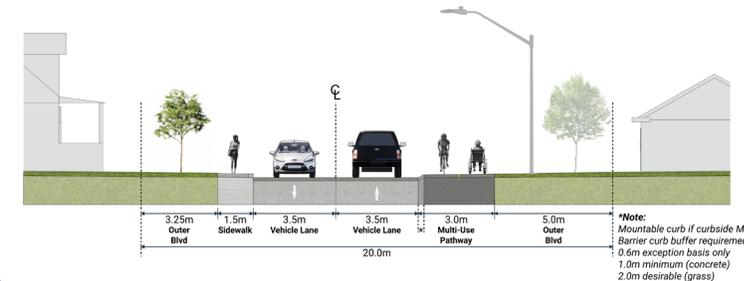 ℄
3.25m 1.5m 3.5m 3.5m 3.0m 5.0m
Outer Sidewalk Vehicle Lane Vehicle Lane * Multi-Use Outer
Blvd Pathway Blvd
20.0m
*Note:
Mountable curb if curbside M
Barrier curb buffer requireme
0.6m exception basis only
1.0m minimum (concrete)
2.0m desirable (grass)